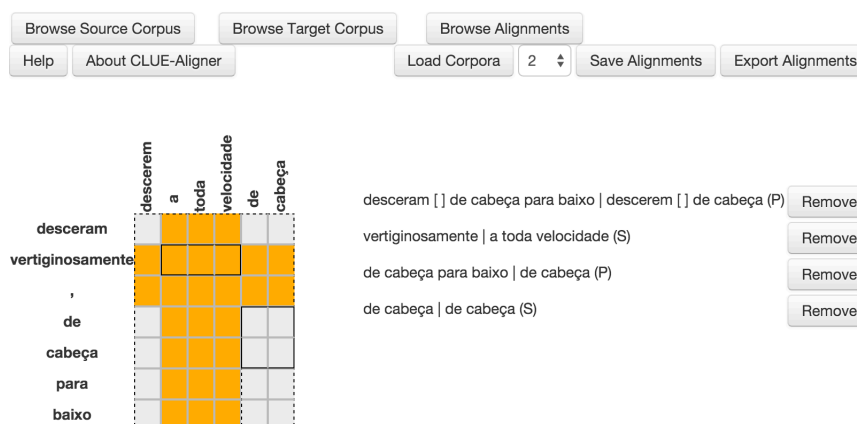 Browse Source Corpus Browse Target Corpus Browse Alignments
Help About CLUE-Aligner Load Corpora 2 Save Alignments Export Alignments
descerem a toda velocidade de cabeça
desceram
vertiginosamente
,
de
cabeça
para
baixo
desceram [ ] de cabeça para baixo | descerem [ ] de cabeça (P) Remove
vertiginosamente | a toda velocidade (S) Remove
de cabeça para baixo | de cabeça (P) Remove
de cabeça | de cabeça (S) Remove